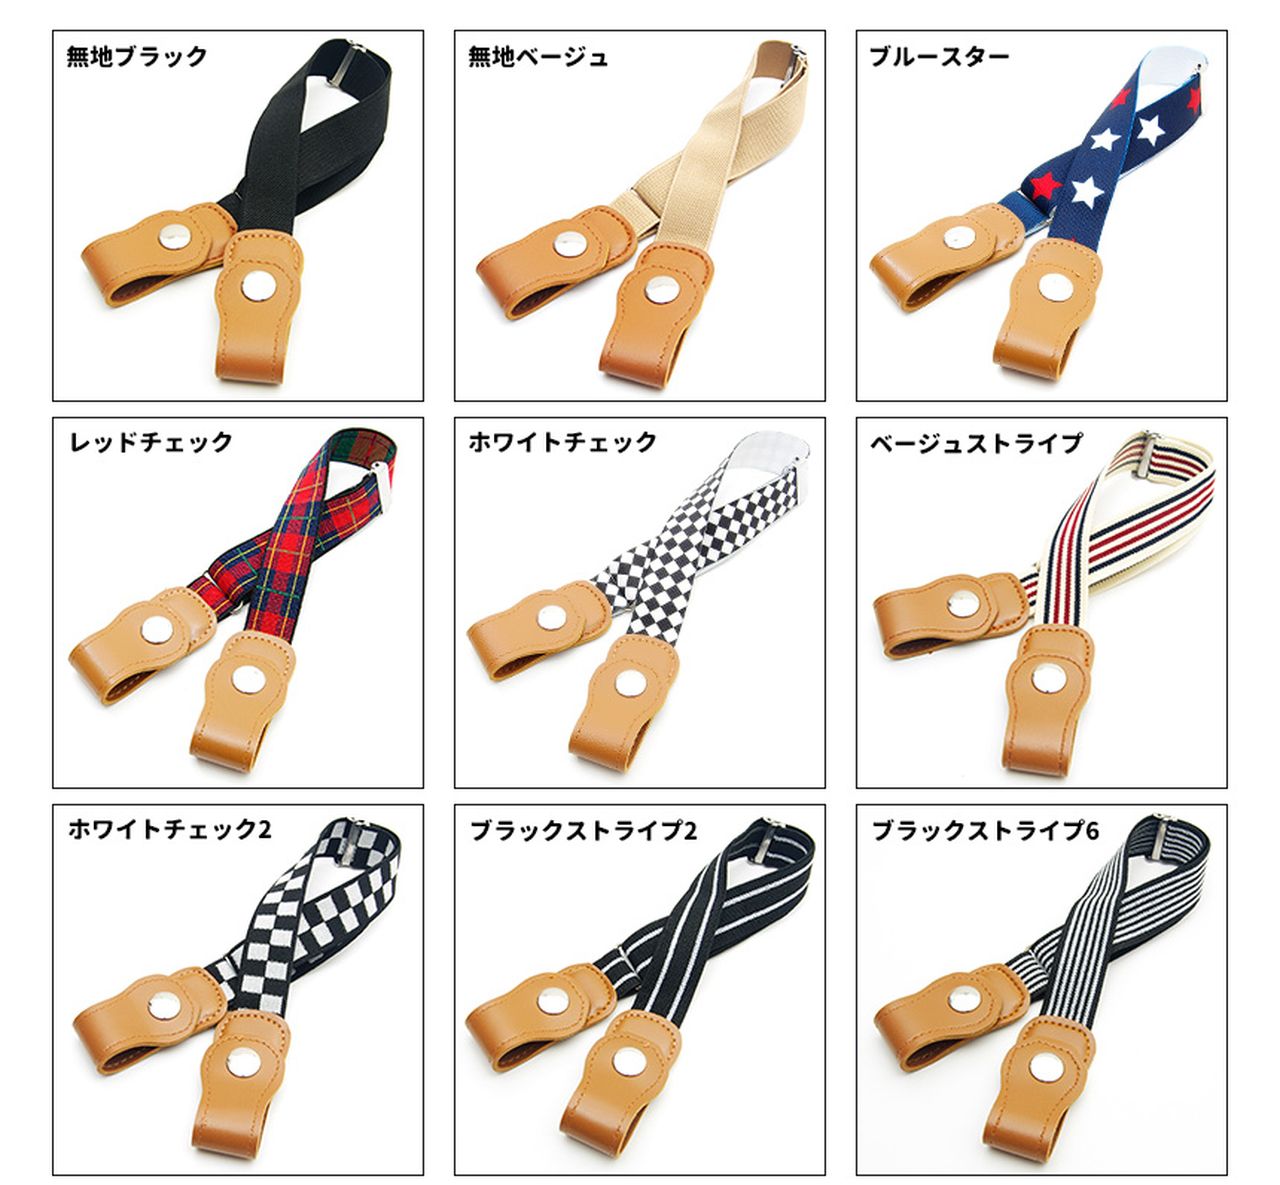 無地ブラック
無地ベージュ
ブルースター
レッドチェック
ホワイトチェック
ベージュストライプ
ホワイトチェック2
ブラックストライプ2
ブラックストライプ6